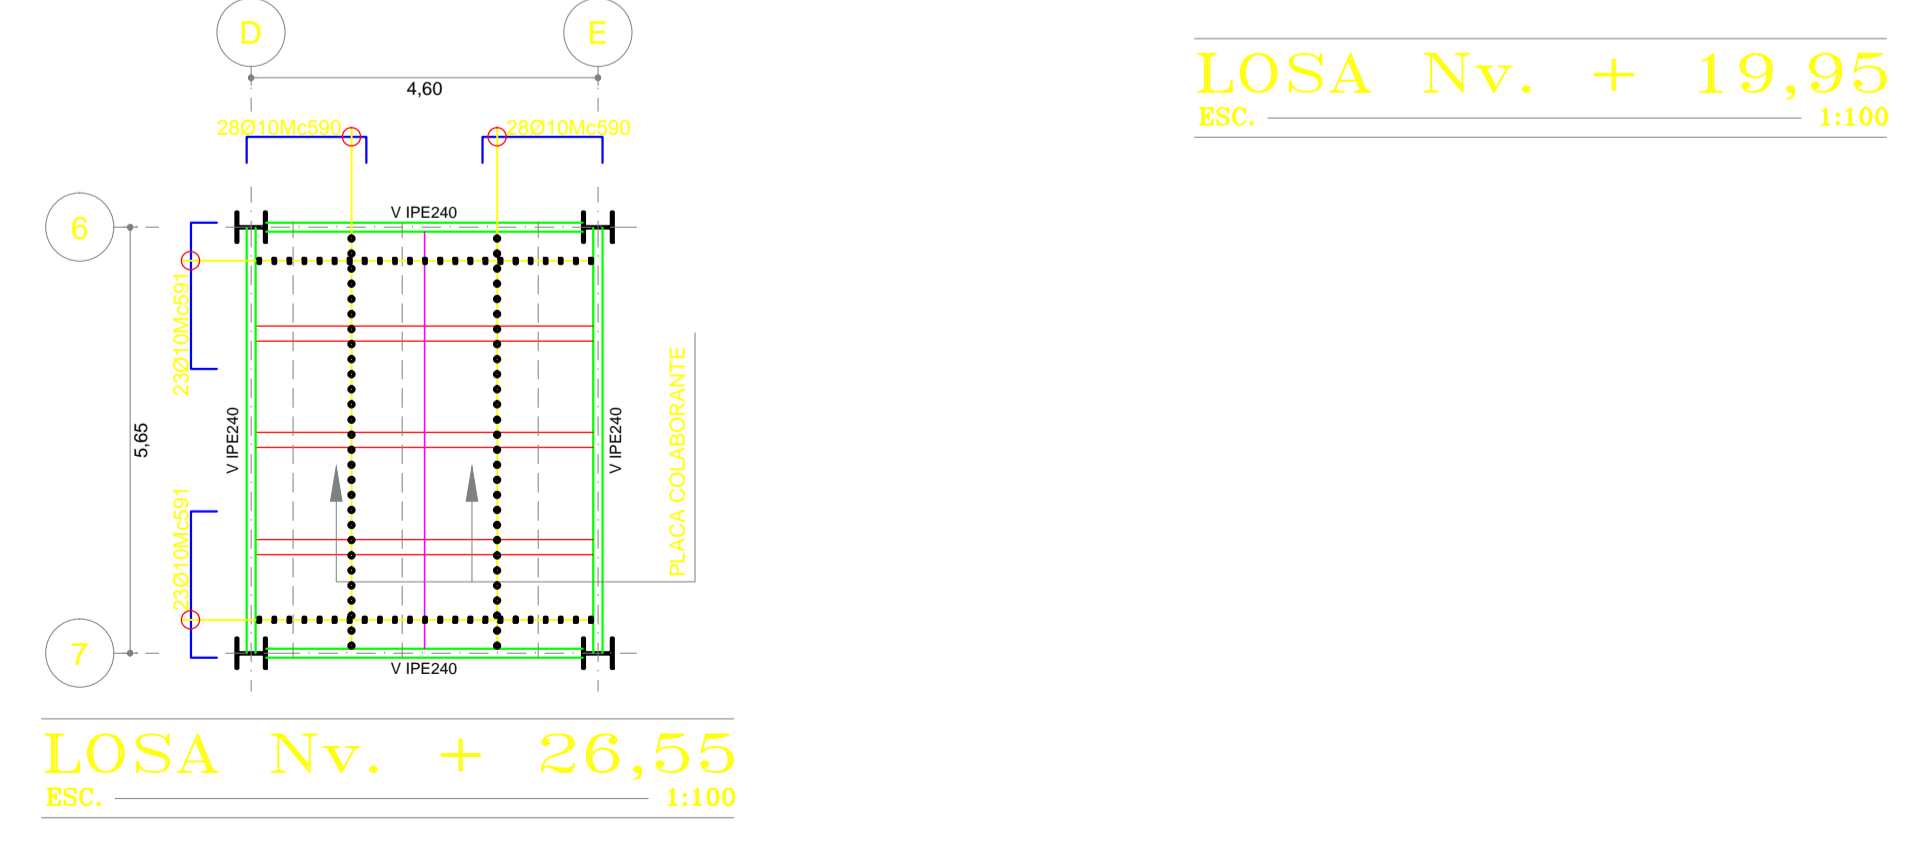 D
E
4,60
28Ø10Mc590
28Ø10Mc590
V IPE240
6
23Ø10Mc591
5,65
V IPE240
V IPE240
PLACA COLABORANTE
23Ø10Mc591
7
V IPE240
LOSA Nv. + 26,55
ESC. 1:100
LOSA Nv. + 19,95
ESC. 1:100